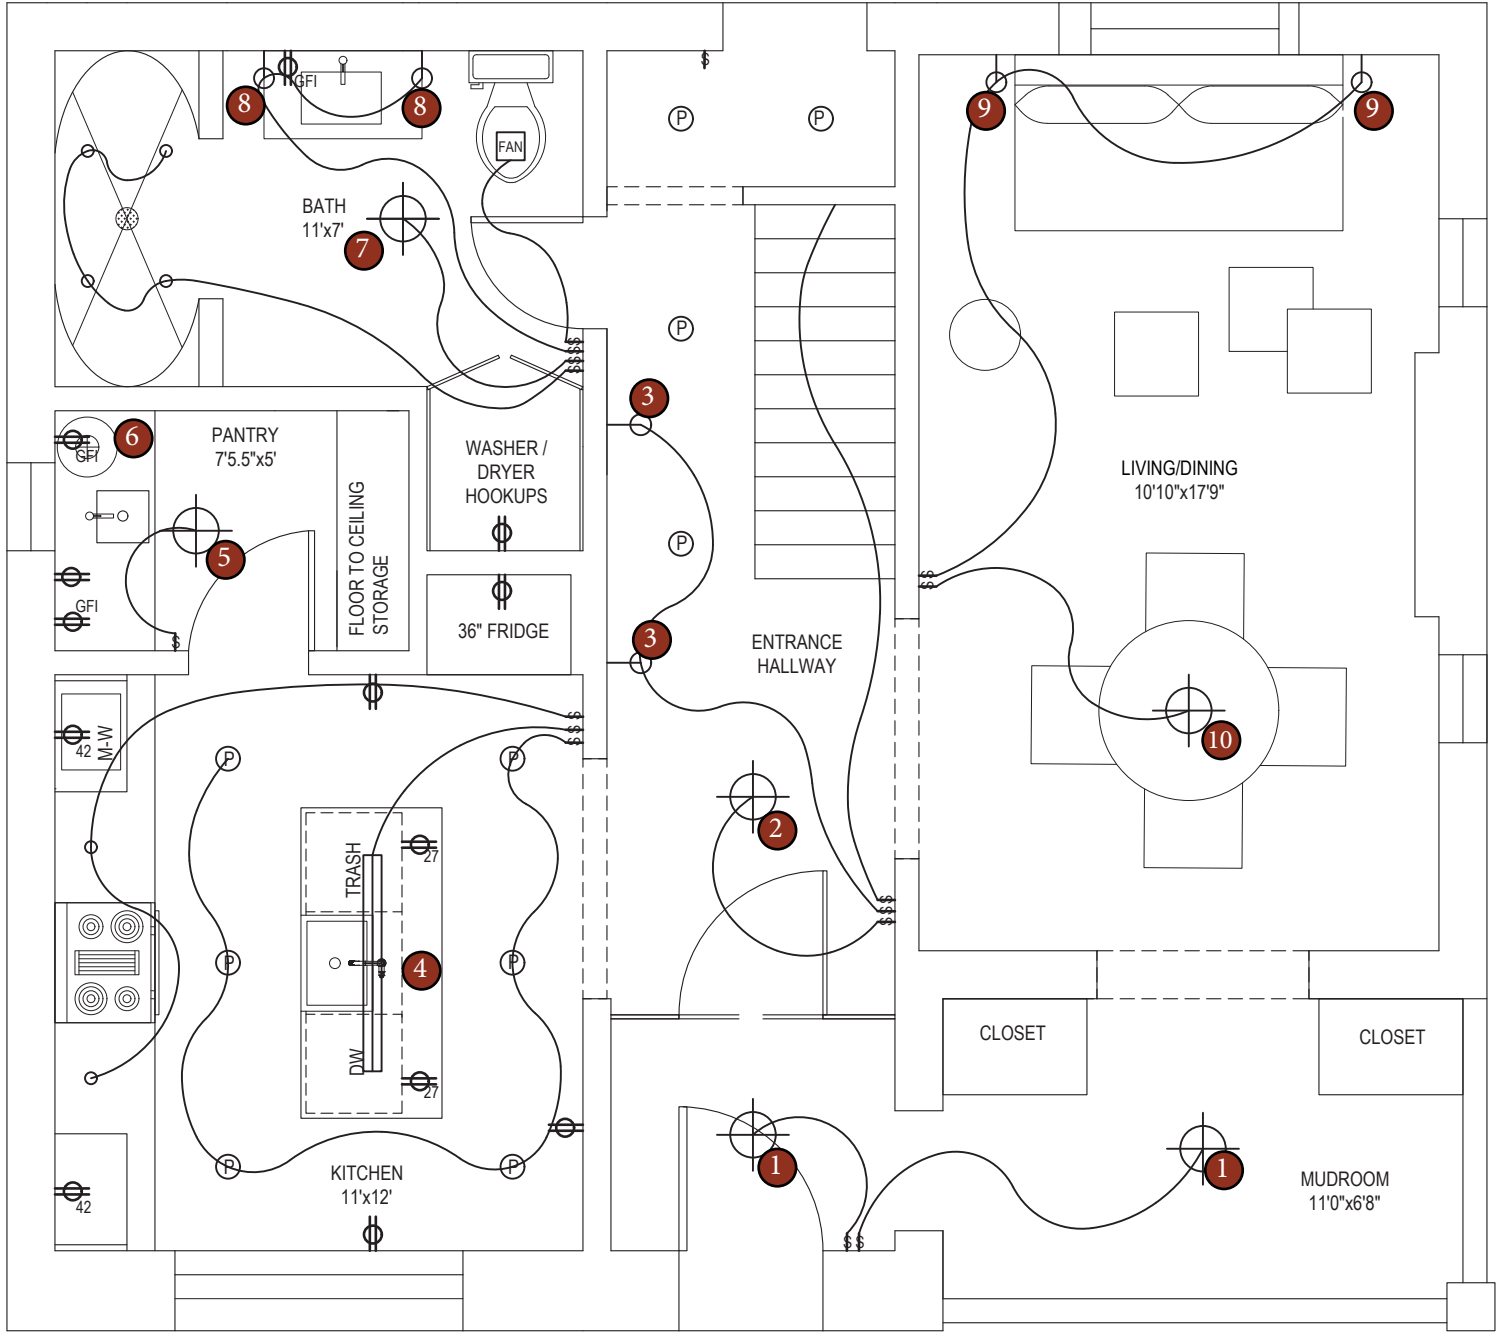 S
GFI
8
8
9
9
P
P
FAN
BATH
11'x7'
7
P
S
S
S
S
3
6
GFI
PANTRY
7'5.5"x5'
WASHER /
DRYER
HOOKUPS
FLOOR TO CEILING
STORAGE
LIVING/DINING
10'10"x17'9"
5
P
S
S
GFI
S
36" FRIDGE
3
ENTRANCE
HALLWAY
42
M-W
S
S
S
P
P
10
2
TRASH
27
S
S
S
P
P
4
DW
27
CLOSET
CLOSET
1
1
P
P
KITCHEN
11'x12'
MUDROOM
11'0"x6'8"
42
S
S